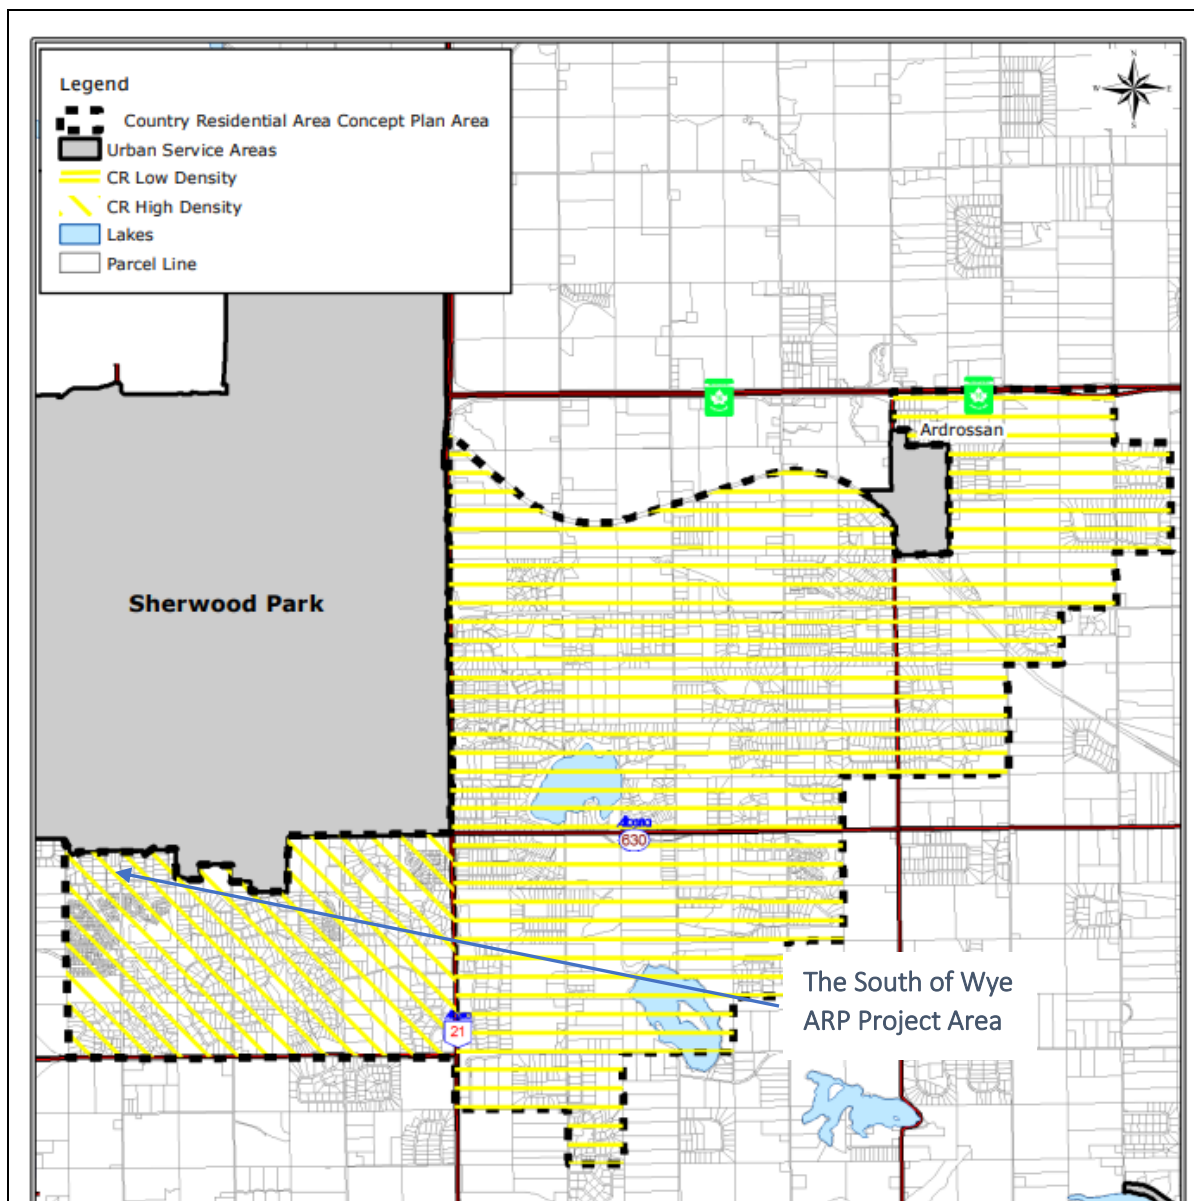 Legend
Country Residential Area Concept Plan Area
Urban Service Areas
CR Low Density
CR High Density
Lakes
Parcel Line
N
W
E
S
Ardrossan
Sherwood Park
Alberta
630
The South of Wye
ARP Project Area
21